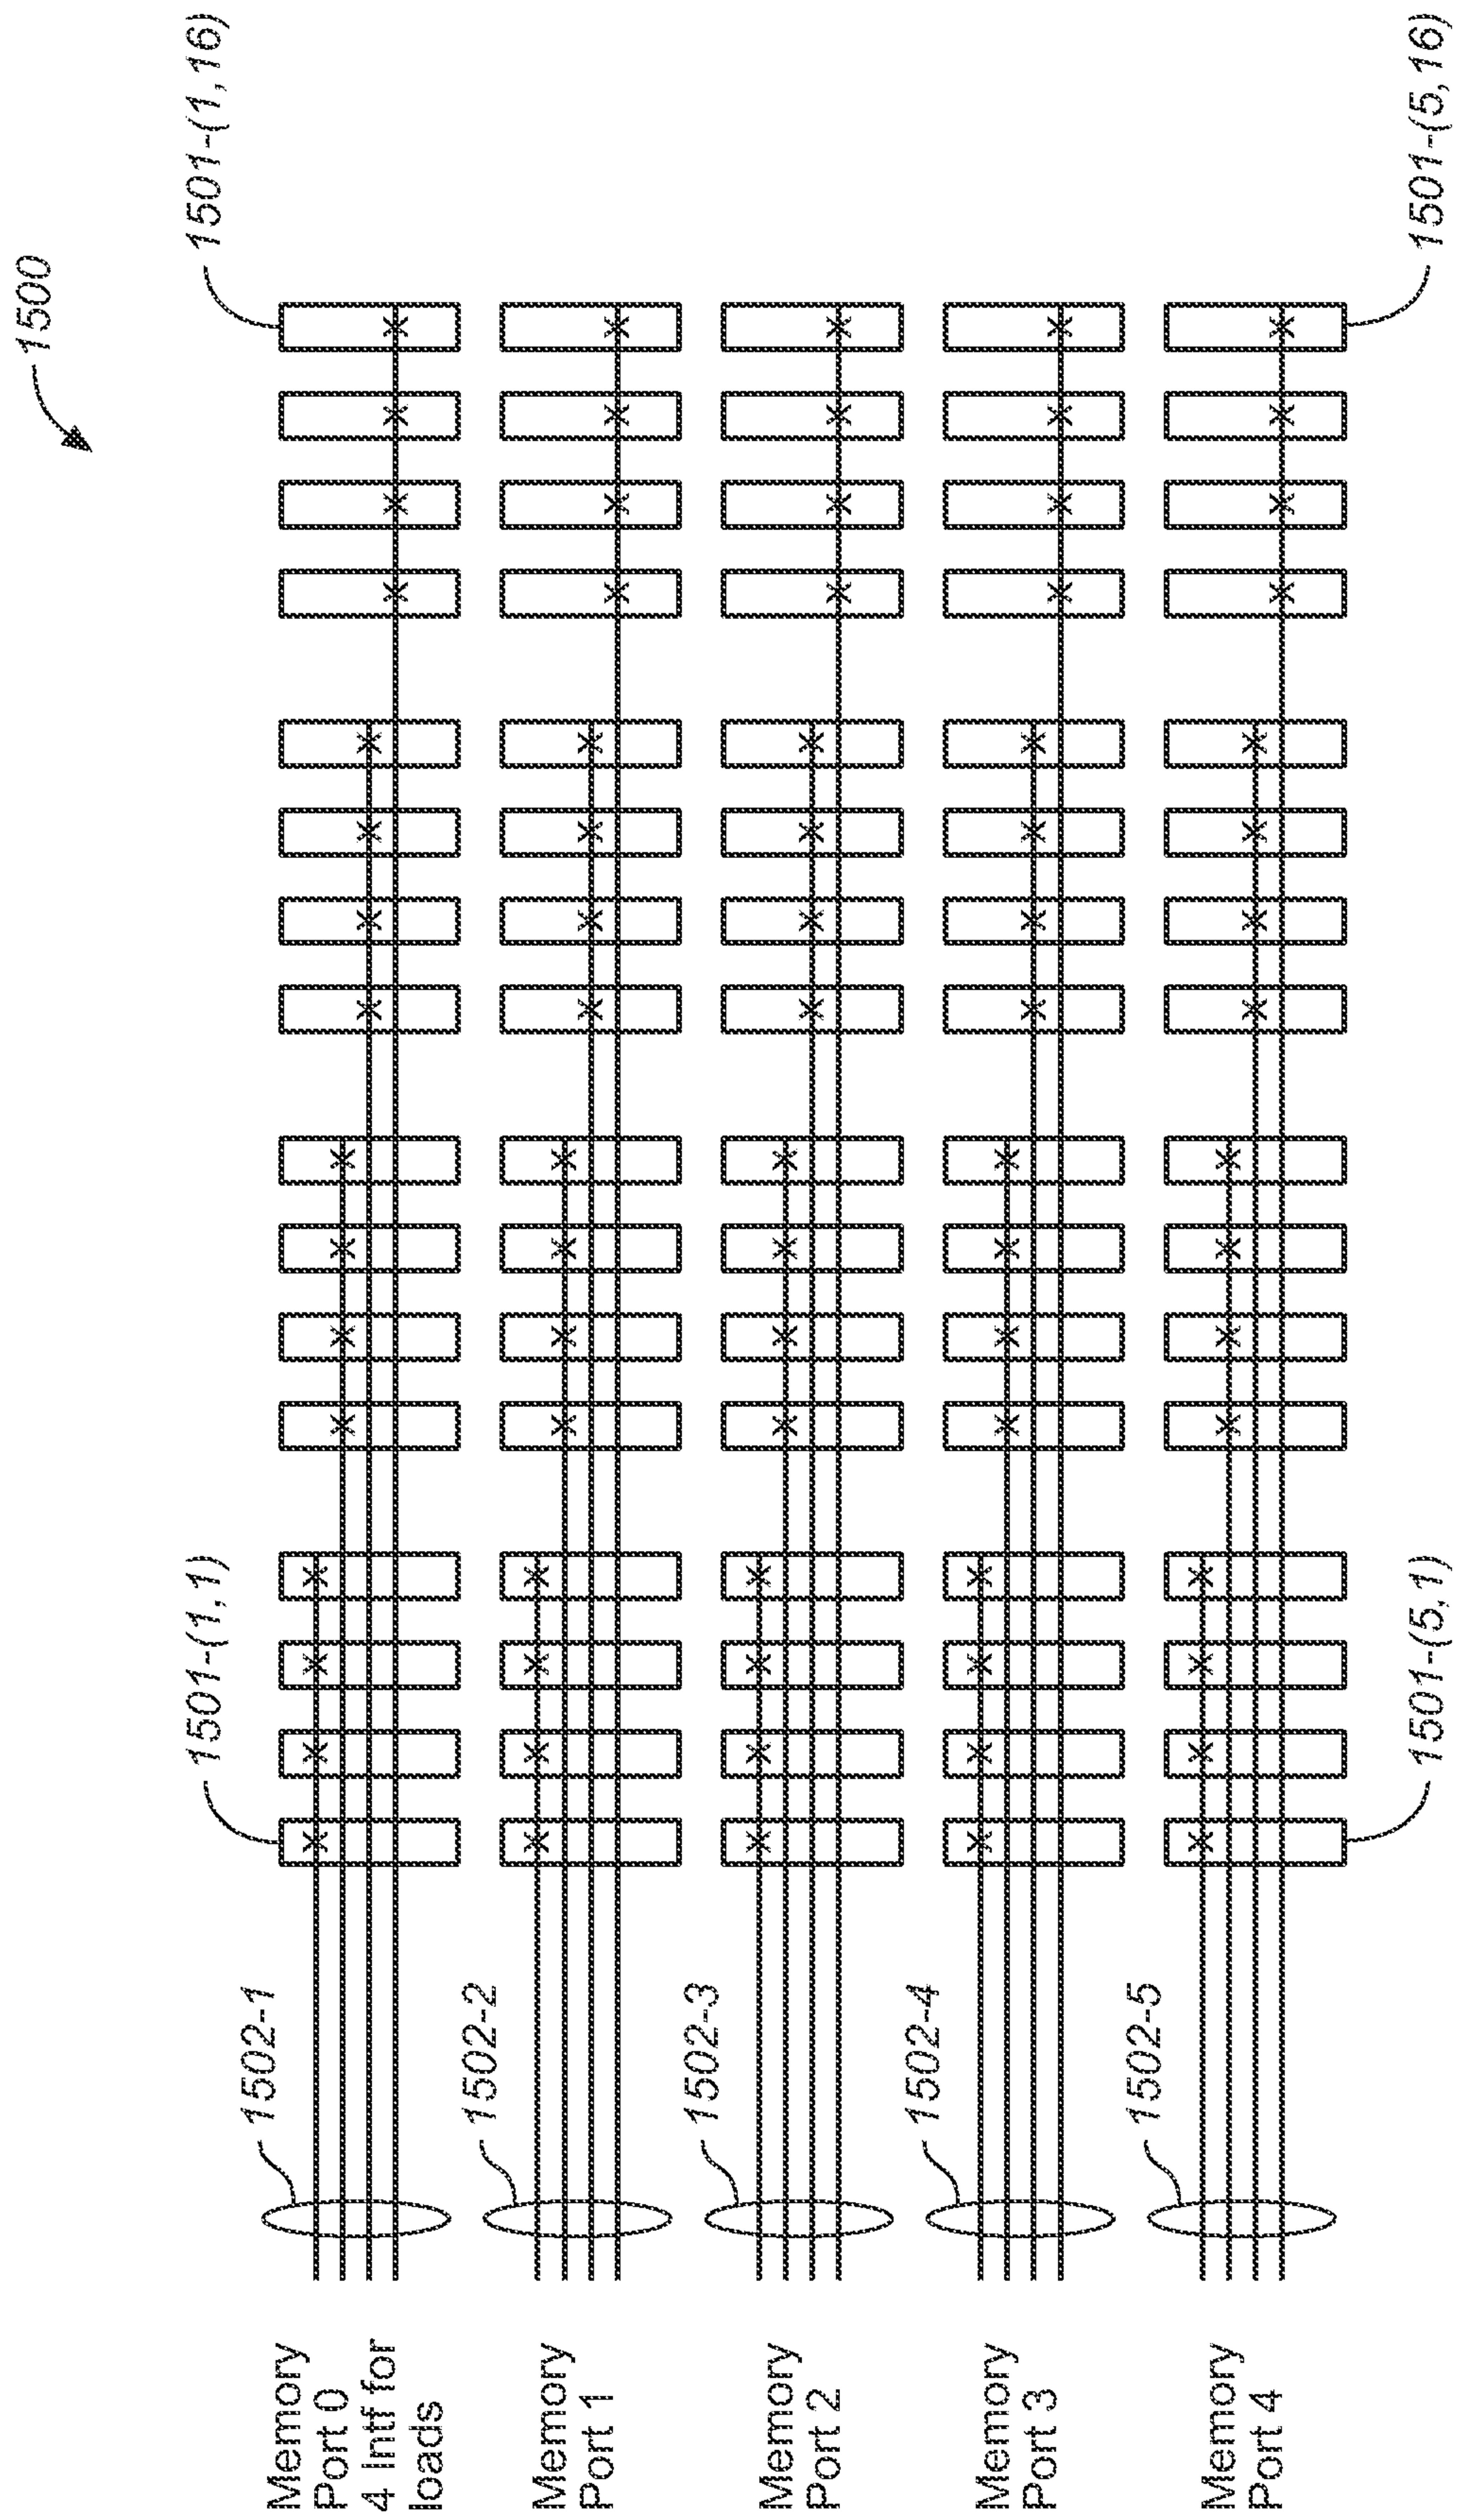 1500
1501-(1,1)
1501-(1,16)
1502-1
Memory
Port 0
4 Intf for
loads
1502-2
Memory
Port 1
1502-3
Memory
Port 2
1502-4
Memory
Port 3
1502-5
Memory
Port 4
1501-(5,1)
1501-(5,16)